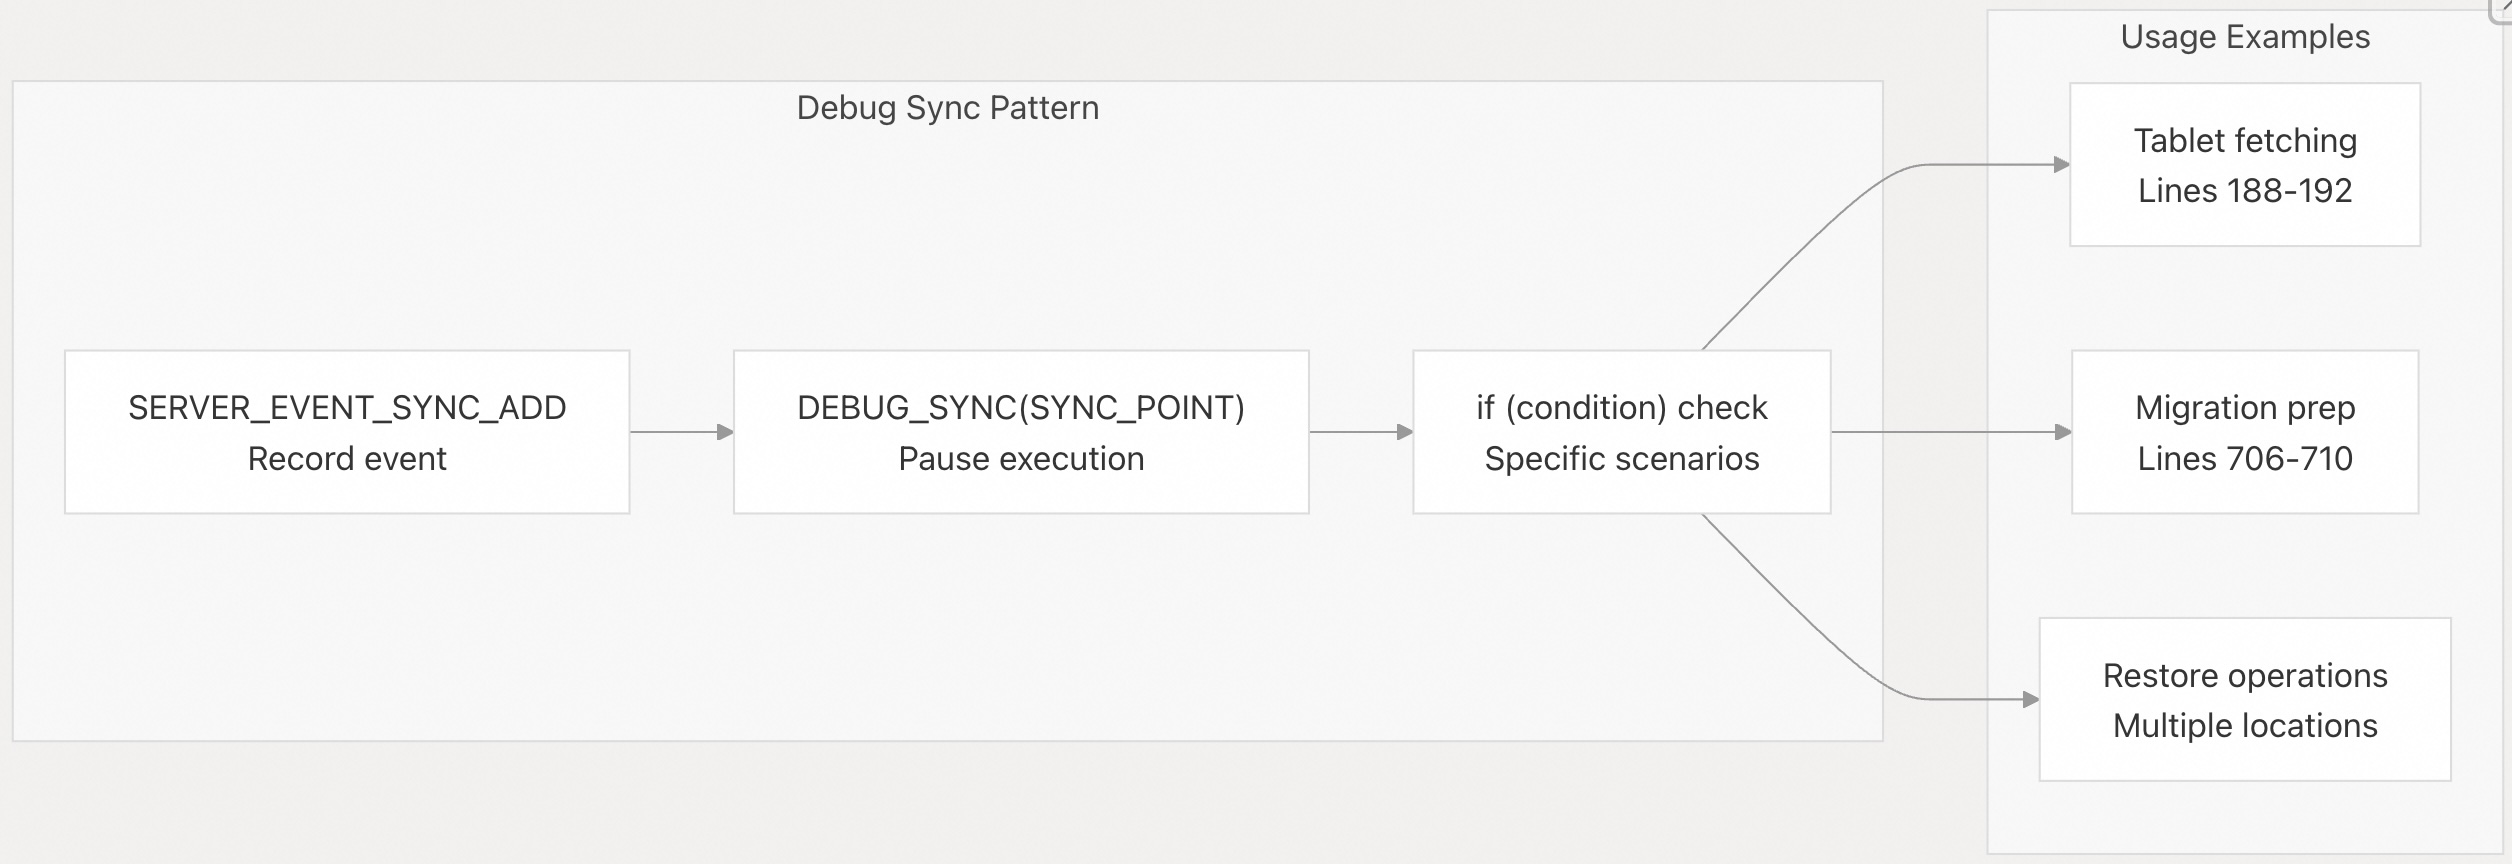 Debug Sync Pattern
SERVER_EVENT_SYNC_ADD
Record event
DEBUG_SYNC(SYNC_POINT)
Pause execution
if (condition) check
Specific scenarios
Usage Examples
Tablet fetching
Lines 188-192
Migration prep
Lines 706-710
Restore operations
Multiple locations